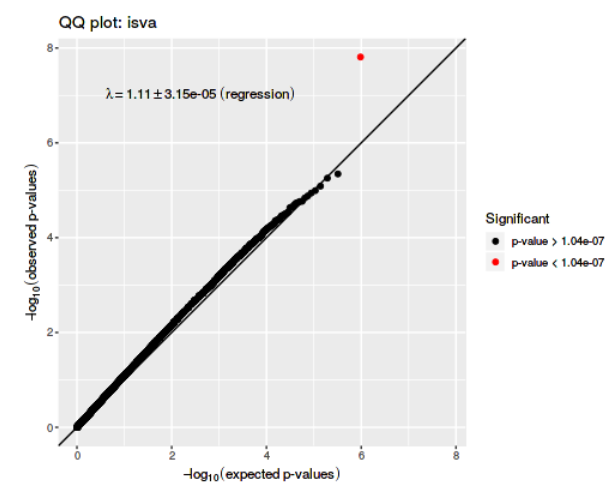 QQ plot: isva
8
λ = 1.11 ± 3.15e-05 (regression)
6
4
2
0
-log10(observed p-values)
0 2 4 6 8
-log10(expected p-values)
Significant
p-value > 1.04e-07
p-value < 1.04e-07